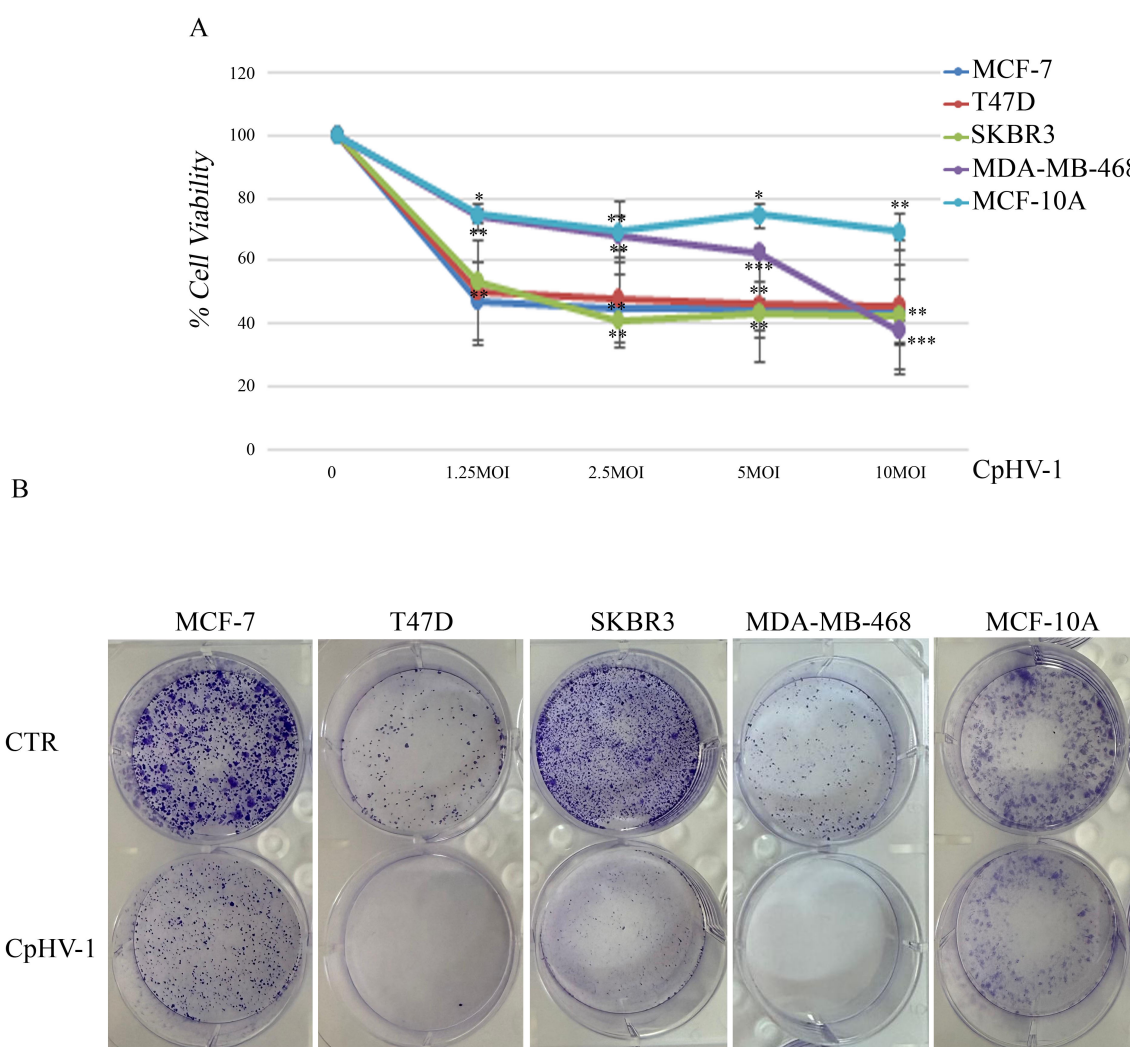 A
120
100
80
60
40
20
0
% Cell Viability
MCF-7
T47D
SKBR3
MDA-MB-468
MCF-10A
*
**
**
**
**
**
**
*
***
**
**
**
**
***
0
1.25MOI
2.5MOI
5MOI
10MOI
CpHV-1
B
MCF-7
T47D
SKBR3
MDA-MB-468
MCF-10A
CTR
CpHV-1